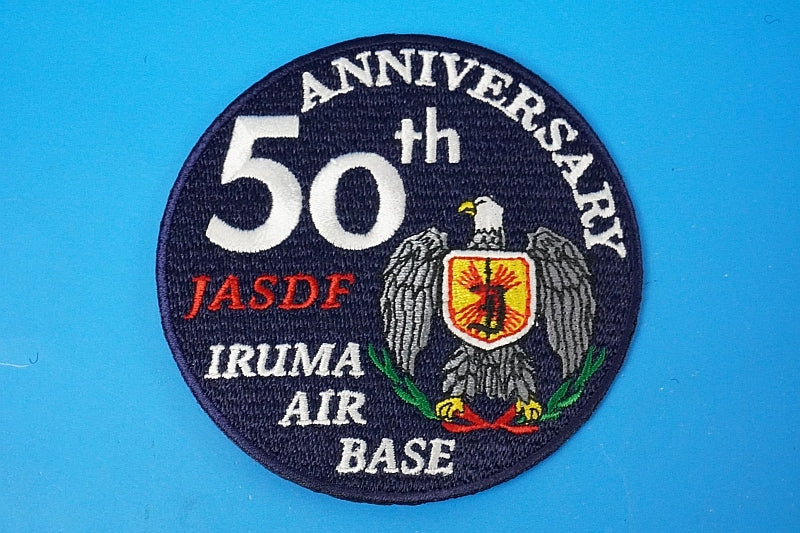 50th
ANNIVERSARY
JASDF
IRUMA
AIR
BASE